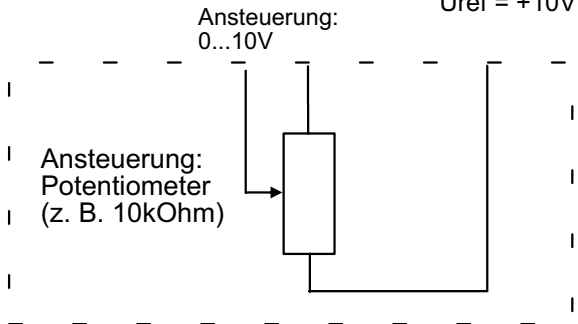 Ansteuerung:
0...10V
Uref = +10V
Ansteuerung:
Potentiometer
(z. B. 10kOhm)